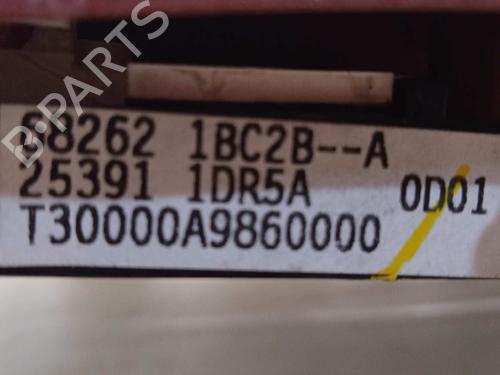 B-PARTS
68262 1BC2B--A
25391 1DR5A 0D01
T30000A9860000